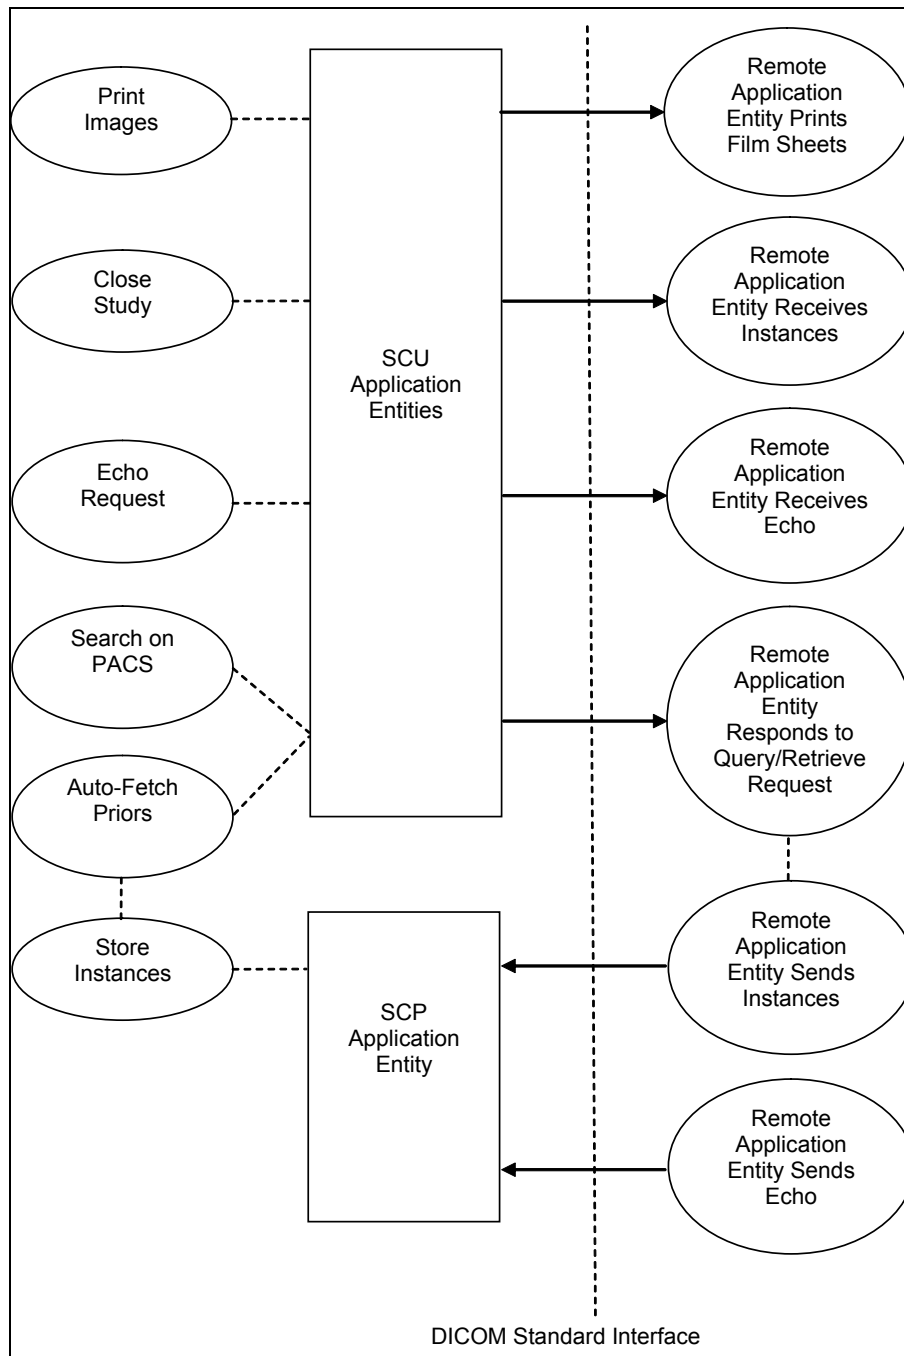 Print
Images
Remote
Application
Entity Prints
Film Sheets
Close
Study
Remote
Application
Entity Receives
Instances
SCU
Application
Entities
Echo
Request
Remote
Application
Entity Receives
Echo
Search on
PACS
Remote
Application
Entity
Responds to
Query/Retrieve
Request
Auto-Fetch
Priors
Store
Instances
Remote
Application
Entity Sends
Instances
SCP
Application
Entity
Remote
Application
Entity Sends
Echo
DICOM Standard Interface